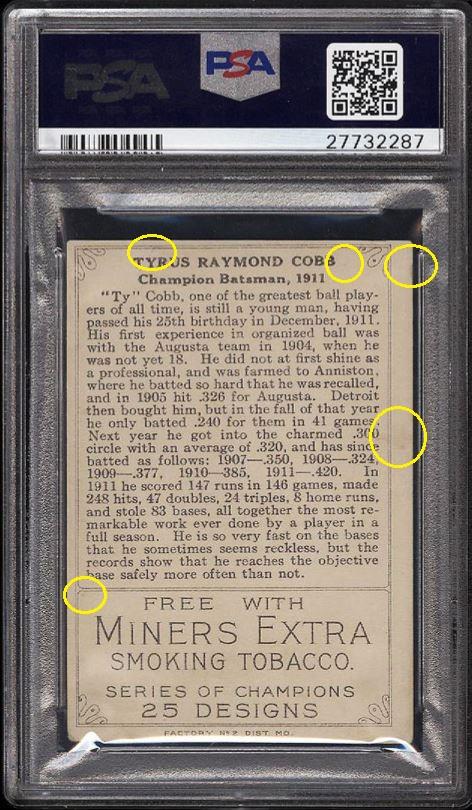 PSA PSA
27732287
TYRUS RAYMOND COBB
Champion Batsman, 1911
"Ty" Cobb, one of the greatest ball play-
ers of all time, is still a young man, having
passed his 25th birthday in December, 1911.
His first experience in organized ball was
with the Augusta team in 1904, when he
was not yet 18. He did not at first shine as
a professional, and was farmed to Anniston,
where he batted so hard that he was recalled,
and in 1905 hit .326 for Augusta. Detroit
then bought him, but in the fall of that year
he only batted .240 for them in 41 games.
Next year he got into the charmed .300
circle with an average of .320, and has since
batted as follows: 1907—.350, 1908—.324,
1909—.377, 1910—385, 1911—.420. In
1911 he scored 147 runs in 146 games, made
248 hits, 47 doubles, 24 triples, 8 home runs,
and stole 83 bases, all together the most re-
markable work ever done by a player in a
full season. He is so very fast on the bases
that he sometimes seems reckless, but the
records show that he reaches the objective
base safely more often than not.
FREE WITH
MINERS EXTRA
SMOKING TOBACCO.
SERIES OF CHAMPIONS
25 DESIGNS
FACTORY Nº2 DIST. MO.